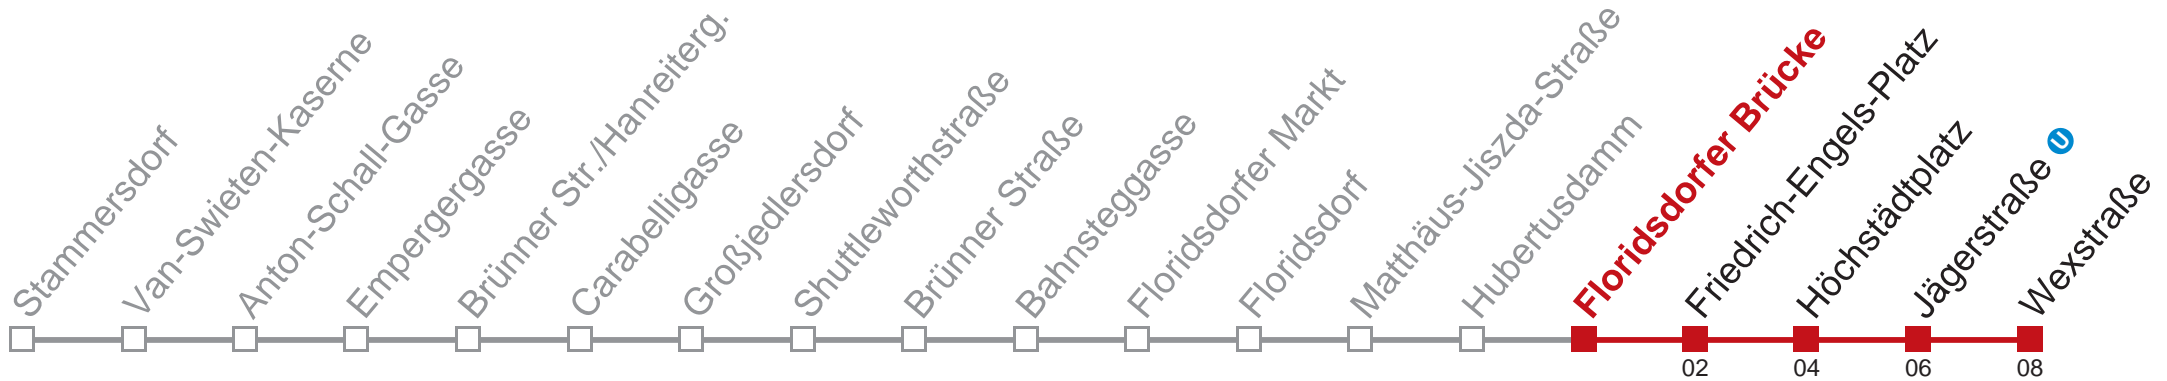 Stammersdorf
Van-Swieten-Kaserne
Anton-Schall-Gasse
Empergergasse
Brünner Str./Hanreiterg.
Carabelligasse
Großjedlersdorf
Shuttleworthstraße
Brünner Straße
Bahnsteggasse
Floridsdorfer Markt
Floridsdorf
Matthäus-Jiszda-Straße
Hubertusdamm
Floridsdorfer Brücke
Friedrich-Engels-Platz
Höchstädtplatz
Jägerstraße U
Wexstraße
02
04
06
08